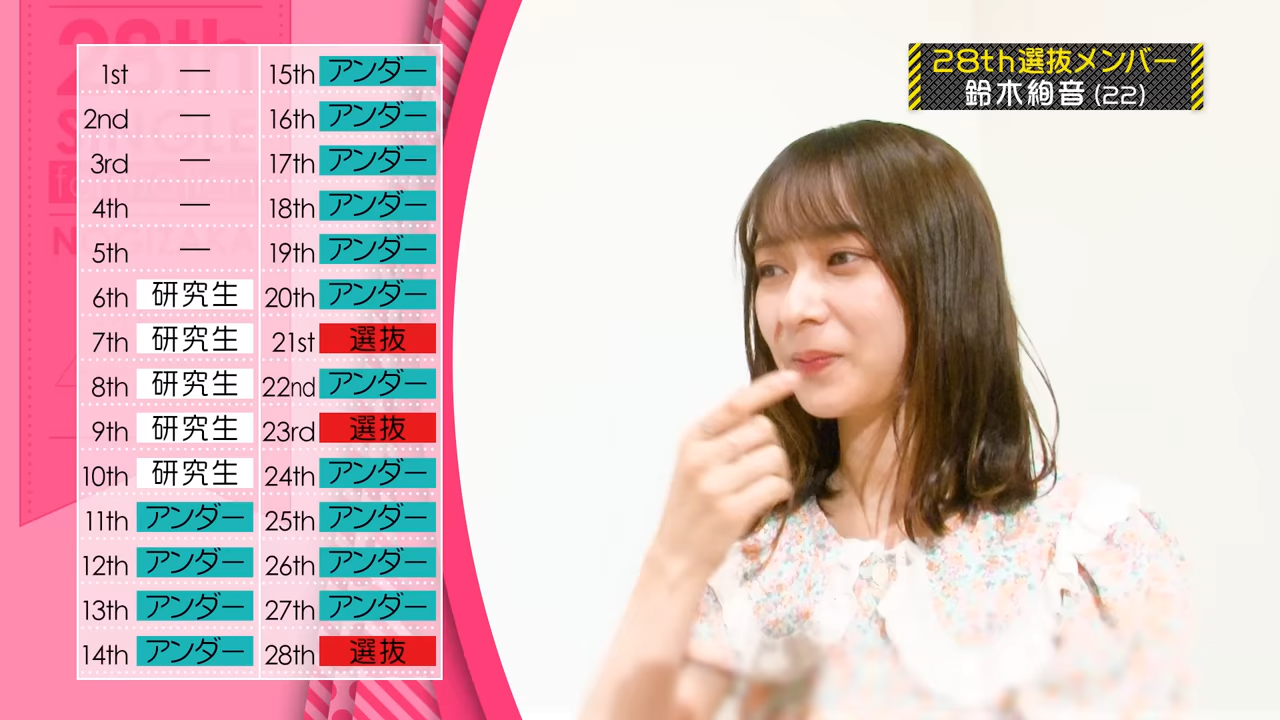 1st —
2nd —
3rd —
4th —
5th —
6th 研究生
7th 研究生
8th 研究生
9th 研究生
10th 研究生
11th アンダー
12th アンダー
13th アンダー
14th アンダー
15th アンダー
16th アンダー
17th アンダー
18th アンダー
19th アンダー
20th アンダー
21st 選抜
22nd アンダー
23rd 選抜
24th アンダー
25th アンダー
26th アンダー
27th アンダー
28th 選抜
28th選抜メンバー
鈴木絢音(22)